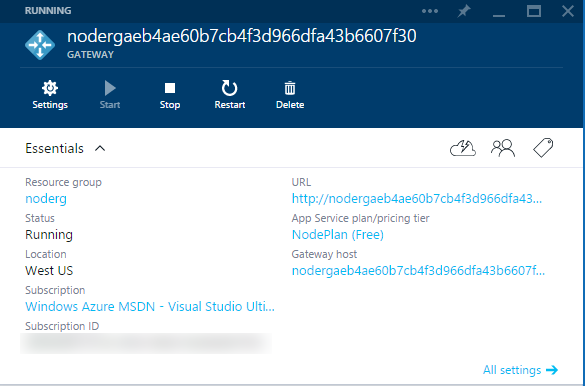 RUNNING
nodergaeb4ae60b7cb4f3d966dfa43b6607f30
GATEWAY
Settings
Start
Stop
Restart
Delete
Essentials
Resource group
noderg
Status
Running
Location
West US
Subscription
Windows Azure MSDN - Visual Studio Ulti...
Subscription ID
URL
http://nodergaeb4ae60b7cb4f3d966dfa43...
App Service plan/pricing tier
NodePlan (Free)
Gateway host
nodergaeb4ae60b7cb4f3d966dfa43b6607f...
All settings